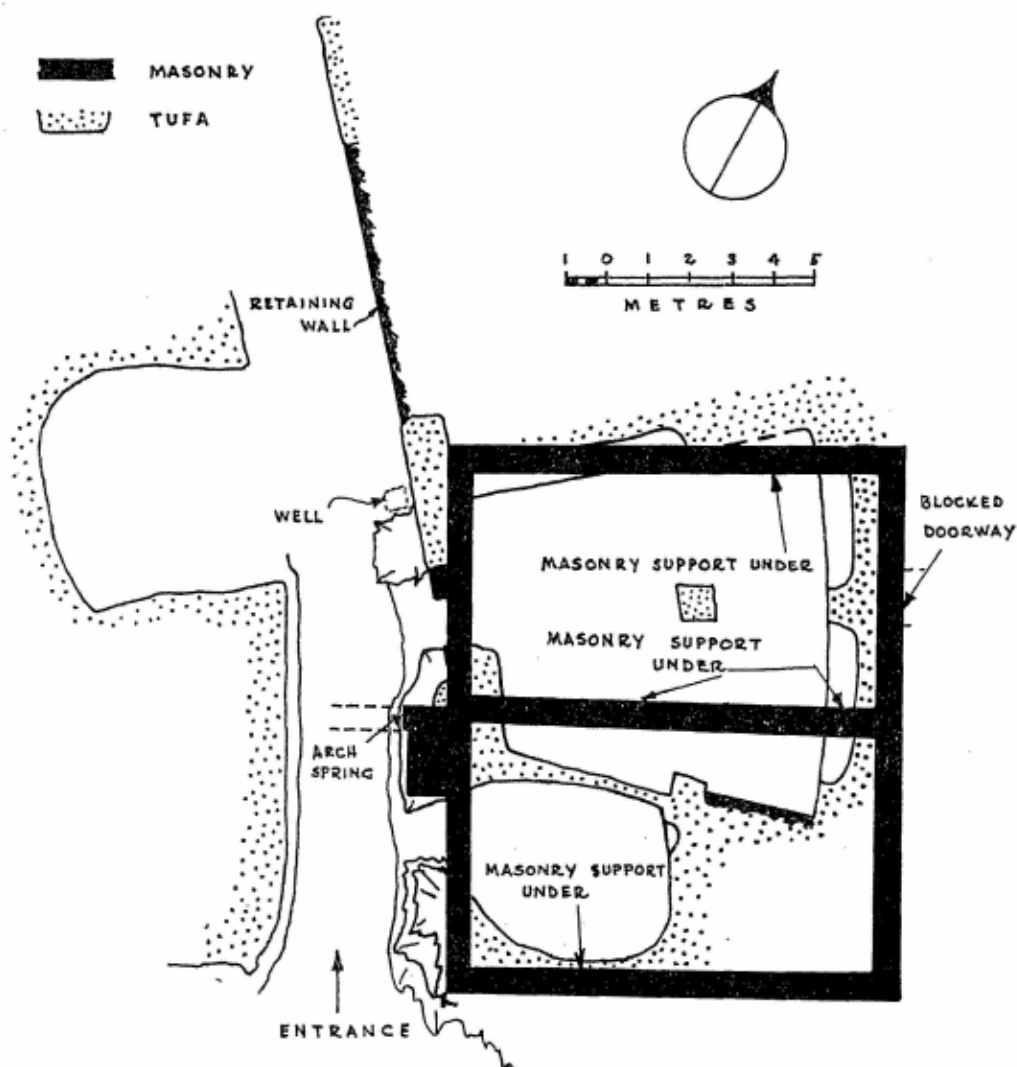 MASONRY
TUFA
1 0 1 2 3 4 5
METRES
RETAINING
WALL
WELL
BLOCKED
DOORWAY
MASONRY SUPPORT UNDER
MASONRY SUPPORT
UNDER
ARCH
SPRING
MASONRY SUPPORT
UNDER
ENTRANCE